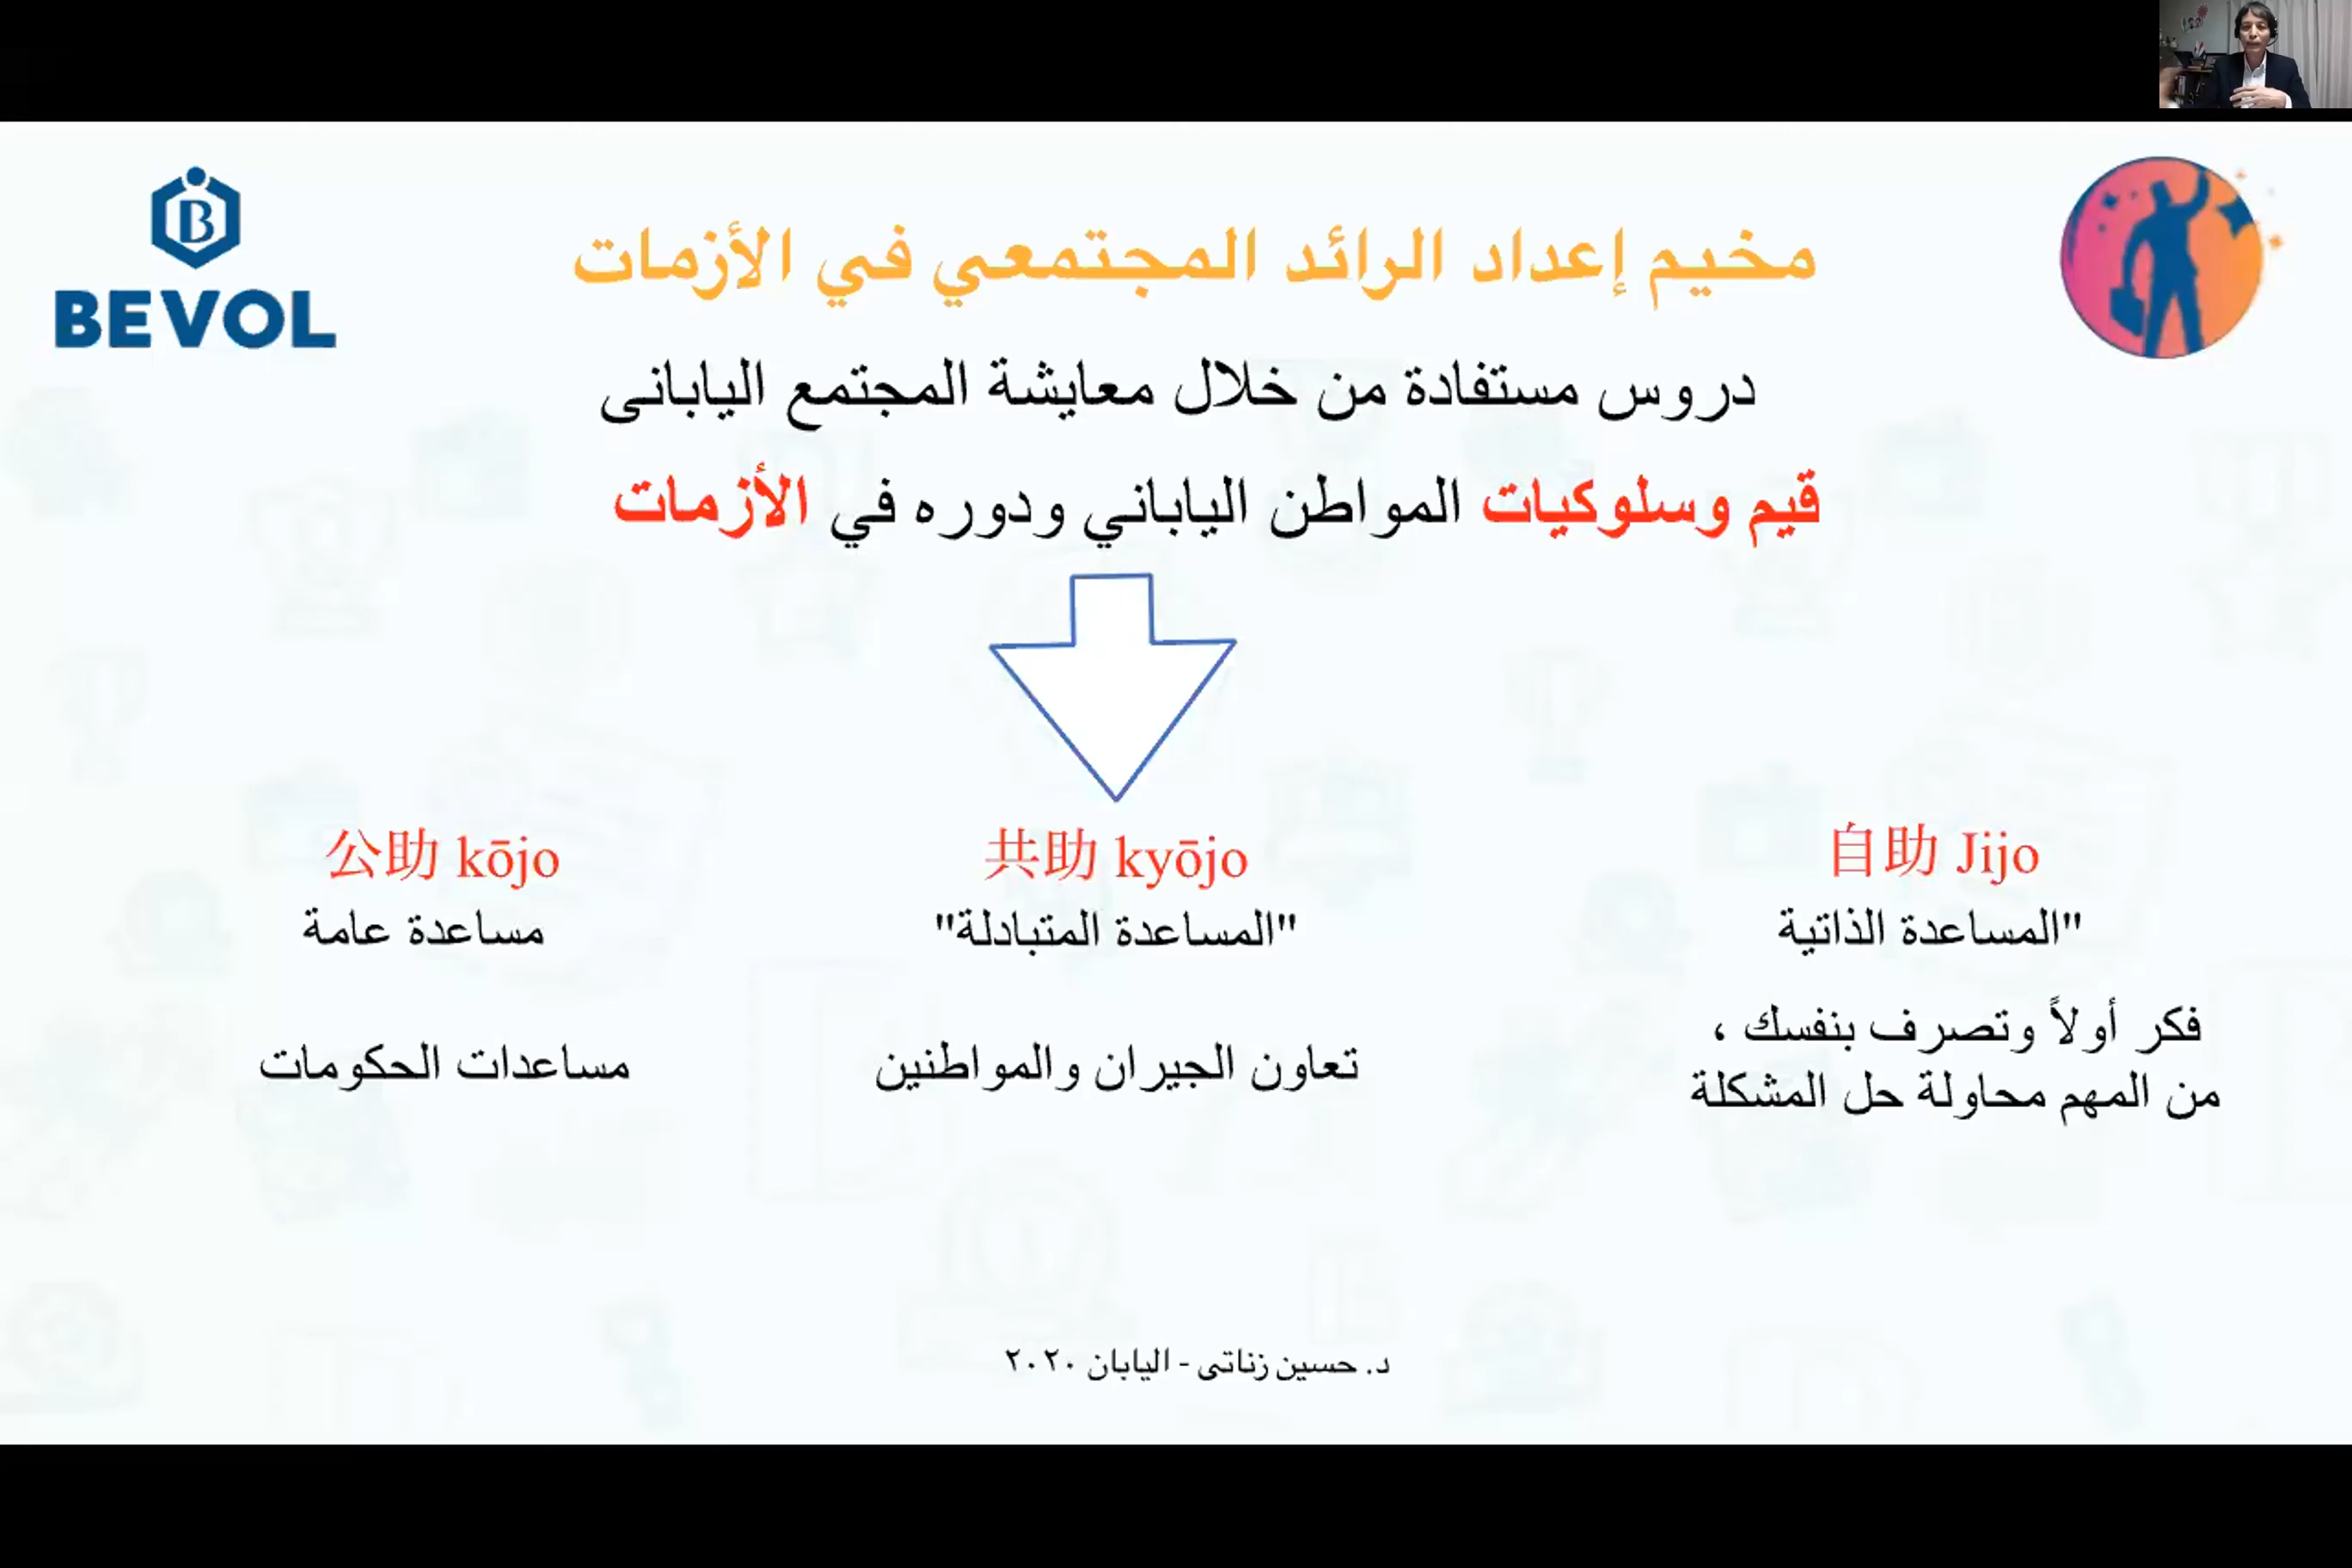 BEVOL
مخيم إعداد الرائد المجتمعي في الأزمات
دروس مستفادة من خلال معايشة المجتمع اليابانى
قيم وسلوكيات المواطن الياباني ودوره في الأزمات
自助 Jijo
"المساعدة الذاتية
فكر أولاً وتصرف بنفسك ،
من المهم محاولة حل المشكلة
共助 kyōjo
"المساعدة المتبادلة"
تعاون الجيران والمواطنين
公助 kōjo
مساعدة عامة
مساعدات الحكومات
د. حسين زناتى - اليابان ٢٠٢٠